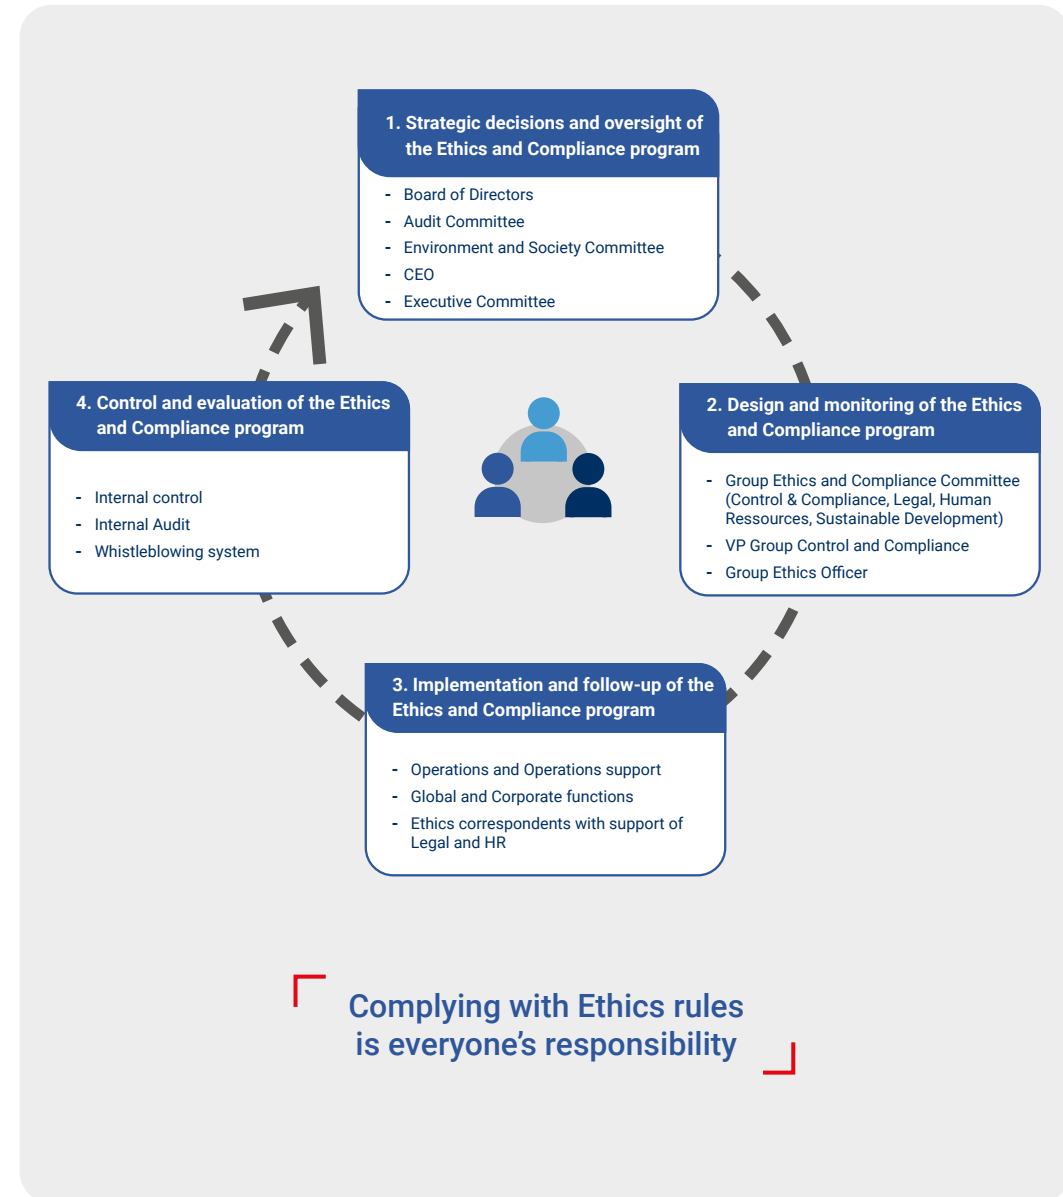 1. Strategic decisions and oversight of
the Ethics and Compliance program
- Board of Directors
- Audit Committee
- Environment and Society Committee
- CEO
- Executive Committee
2. Design and monitoring of the Ethics
and Compliance program
- Group Ethics and Compliance Committee
(Control & Compliance, Legal, Human
Ressources, Sustainable Development)
- VP Group Control and Compliance
- Group Ethics Officer
3. Implementation and follow-up of the
Ethics and Compliance program
- Operations and Operations support
- Global and Corporate functions
- Ethics correspondents with support of
Legal and HR
4. Control and evaluation of the Ethics
and Compliance program
- Internal control
- Internal Audit
- Whistleblowing system
Complying with Ethics rules
is everyone’s responsibility